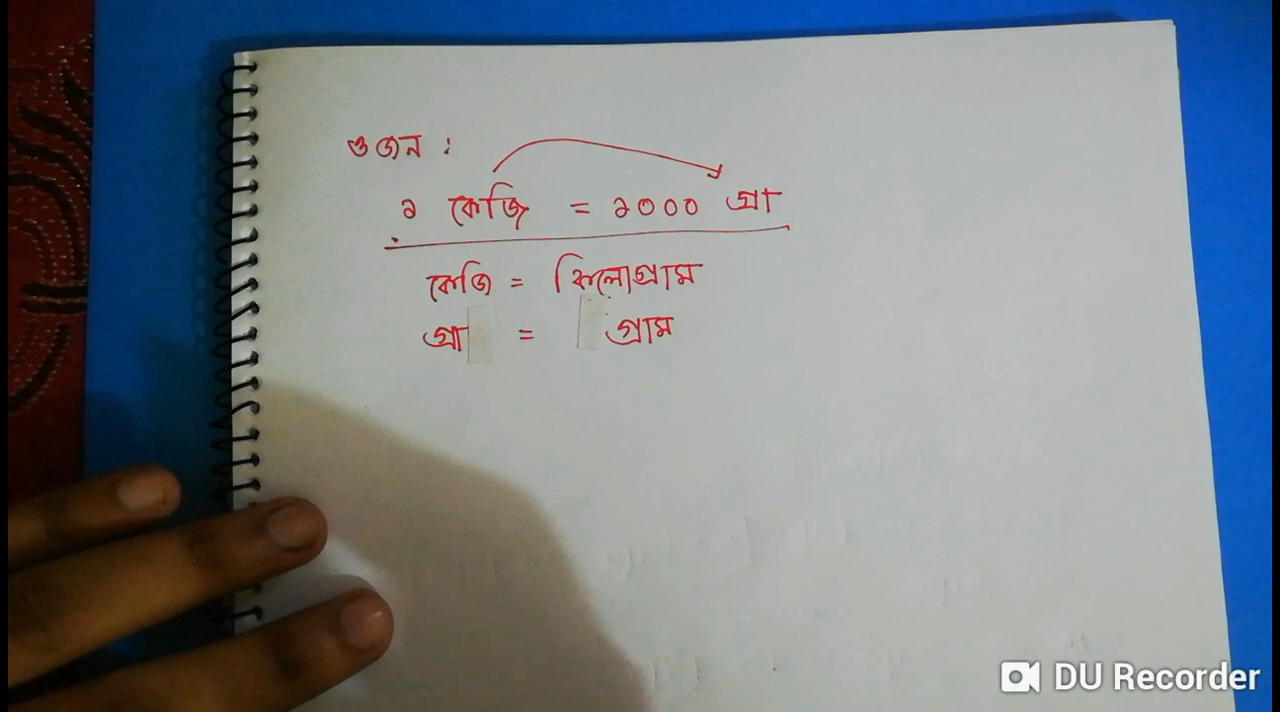 ওজন :
১ কেজি = ১০০০ গ্রা
কেজি = কিলোগ্রাম
গ্রা = গ্রাম
DU Recorder